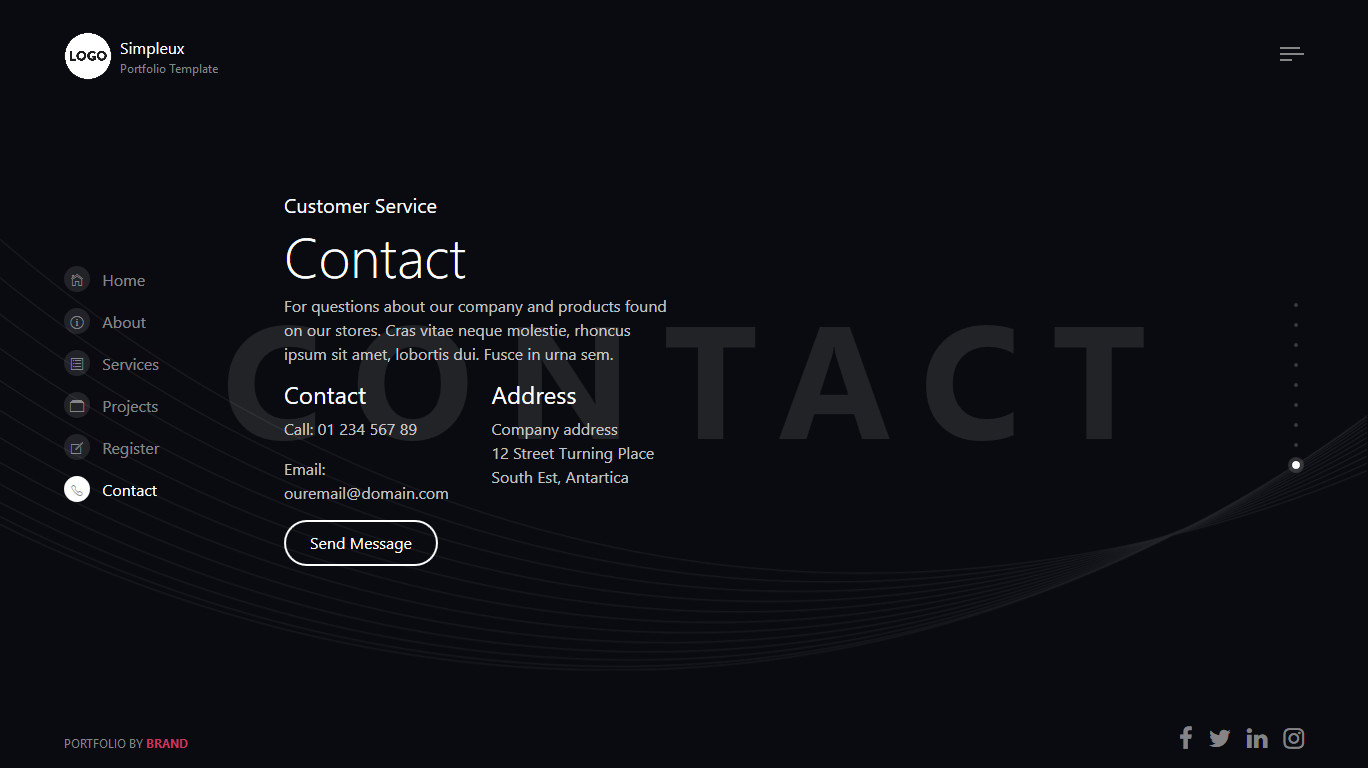 LOGO
Simpleux
Portfolio Template
Home
About
Services
Projects
Register
Contact
CONTACT
Customer Service
Contact
For questions about our company and products found
on our stores. Cras vitae neque molestie, rhoncus
ipsum sit amet, lobortis dui. Fusce in urna sem.
Contact
Call: 01 234 567 89
Email:
ouremail@domain.com
Address
Company address
12 Street Turning Place
South Est, Antartica
Send Message
PORTFOLIO BY BRAND